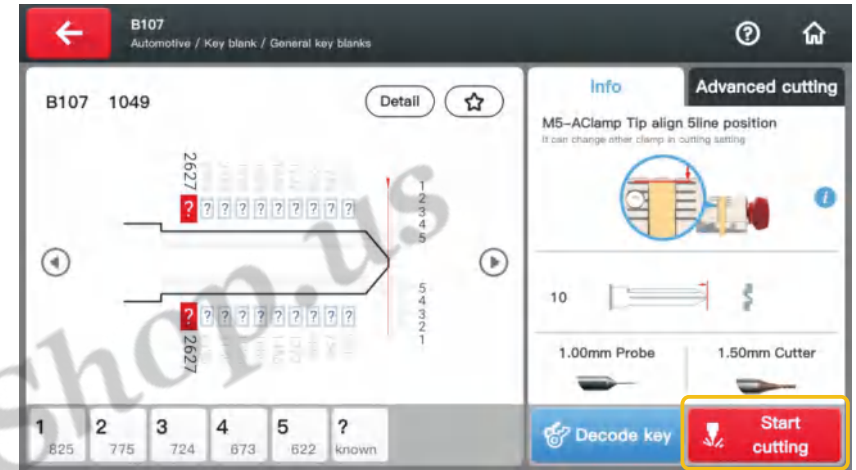 B107
Automotive / Key blank / General key blanks
B107 1049
Detail
2627
? ? ? ? ? ? ? ? ?
1
2
3
4
5
5
4
3
2
1
? ? ? ? ? ? ? ? ?
2627
1 2 3 4 5 ?
825 775 724 673 622 known
Info
Advanced cutting
M5-AClamp Tip align 5line position
It can change other clamp in cutting setting
10
1.00mm Probe
1.50mm Cutter
Decode key
Start
cutting
Shop.us